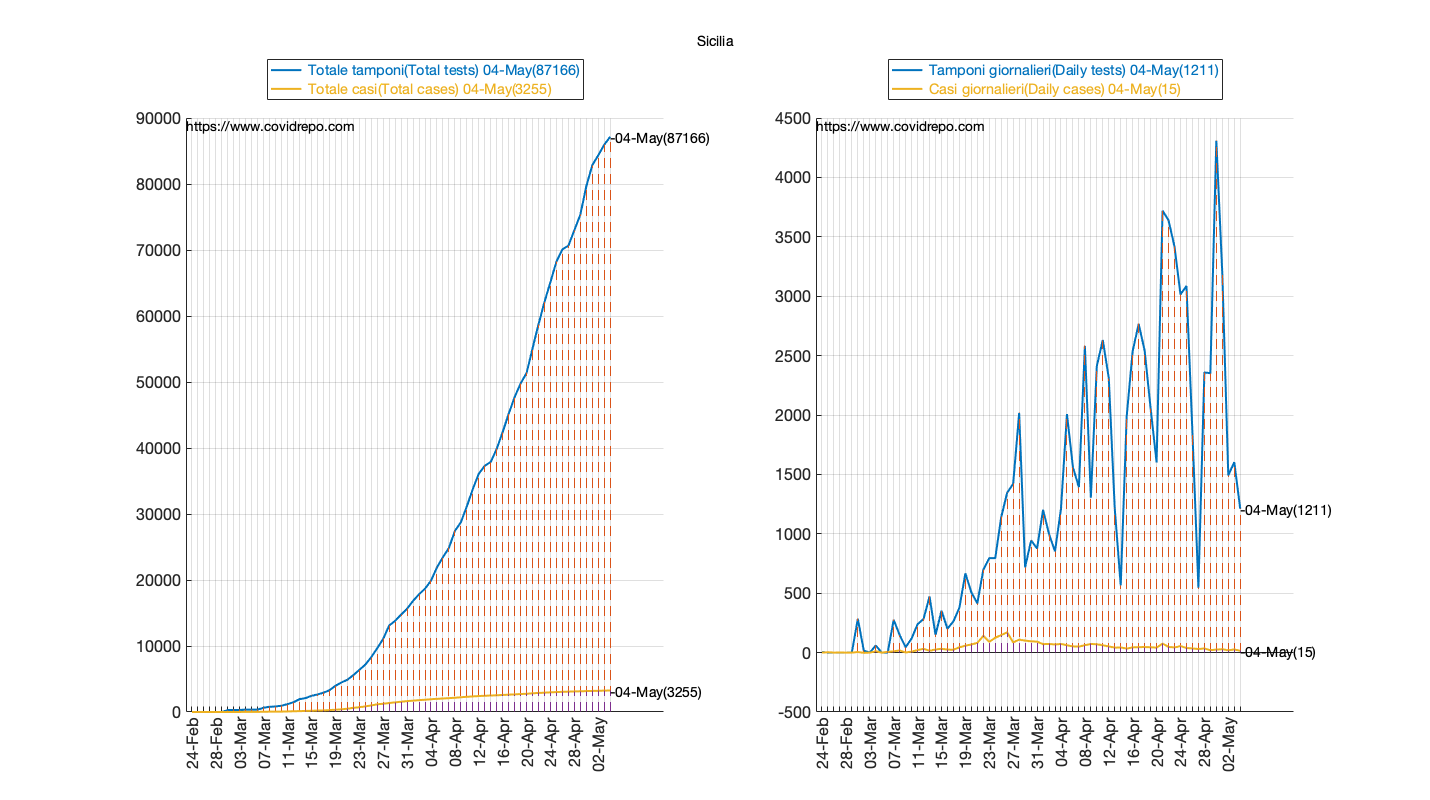 Sicilia
Totale tamponi(Total tests) 04-May(87166)
Totale casi(Total cases) 04-May(3255)
90000
80000
70000
60000
50000
40000
30000
20000
10000
0
https://www.covidrepo.com
04-May(87166)
04-May(3255)
24-Feb
28-Feb
03-Mar
07-Mar
11-Mar
15-Mar
19-Mar
23-Mar
27-Mar
31-Mar
04-Apr
08-Apr
12-Apr
16-Apr
20-Apr
24-Apr
28-Apr
02-May
Tamponi giornalieri(Daily tests) 04-May(1211)
Casi giornalieri(Daily cases) 04-May(15)
4500
4000
3500
3000
2500
2000
1500
1000
500
0
-500
https://www.covidrepo.com
04-May(1211)
04-May(15)
24-Feb
28-Feb
03-Mar
07-Mar
11-Mar
15-Mar
19-Mar
23-Mar
27-Mar
31-Mar
04-Apr
08-Apr
12-Apr
16-Apr
20-Apr
24-Apr
28-Apr
02-May